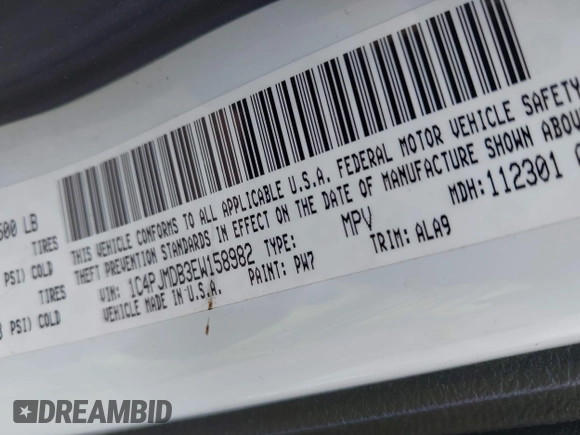 500 LB
TIRES
PSI) COLD
TIRES
PSI) COLD
THIS VEHICLE CONFORMS TO ALL APPLICABLE U.S.A. FEDERAL MOTOR VEHICLE SAFETY
THEFT PREVENTION STANDARDS IN EFFECT ON THE DATE OF MANUFACTURE SHOWN ABOV
VIN: 1C4PJMDB3EW158982 TYPE: MPV MDH: 112301
VEHICLE MADE IN U.S.A. PAINT: PW7 TRIM: ALA9
DREAMBID